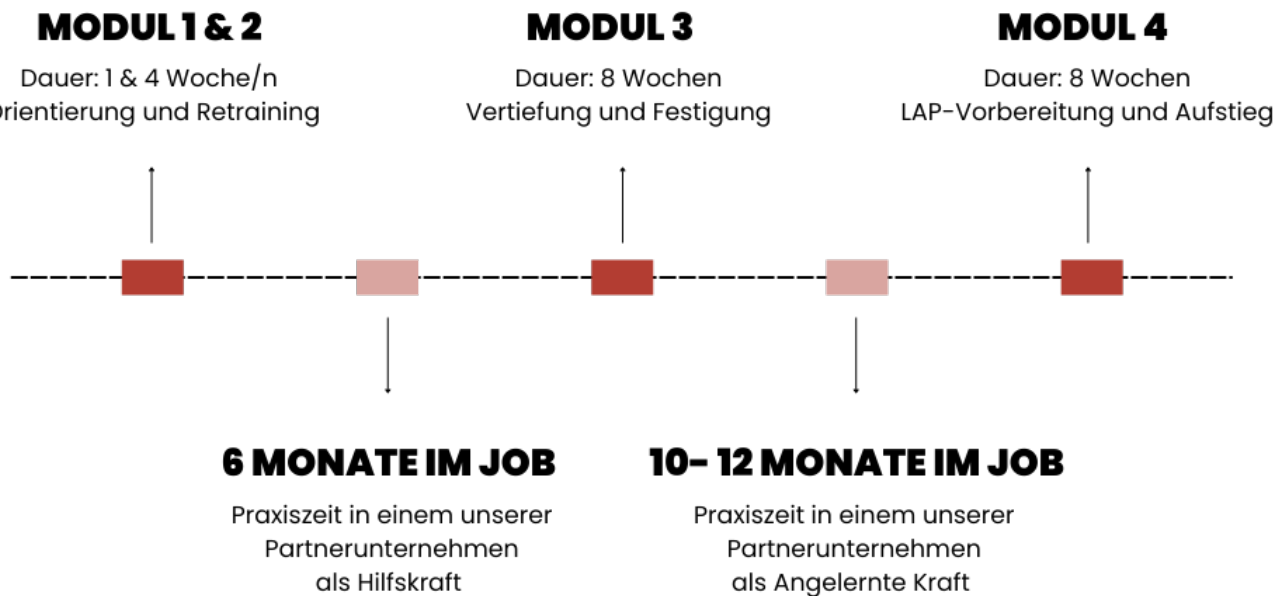 MODUL 1 & 2
Dauer: 1 & 4 Woche/n
Orientierung und Retraining
MODUL 3
Dauer: 8 Wochen
Vertiefung und Festigung
MODUL 4
Dauer: 8 Wochen
LAP-Vorbereitung und Aufstieg
6 MONATE IM JOB
Praxiszeit in einem unserer
Partnerunternehmen
als Hilfskraft
10- 12 MONATE IM JOB
Praxiszeit in einem unserer
Partnerunternehmen
als Angelernte Kraft